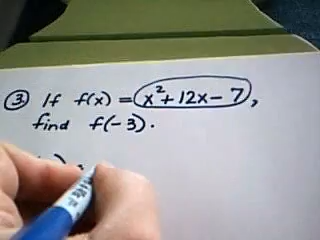 ③ If f(x) = x² + 12x - 7,
find f(-3).